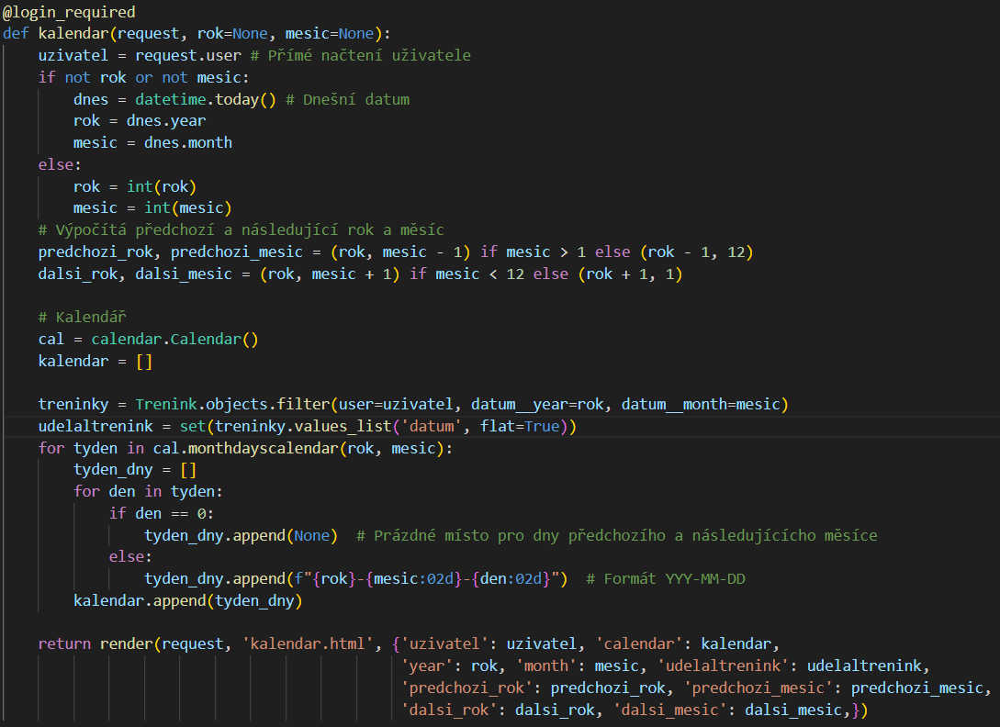 @login_required
def kalendar(request, rok=None, mesic=None):
    uzivatel = request.user # Přímé načtení uživatele
    if not rok or not mesic:
        dnes = datetime.today() # Dnešní datum
        rok = dnes.year
        mesic = dnes.month
    else:
        rok = int(rok)
        mesic = int(mesic)
    # Výpočítá předchozí a následující rok a měsíc
    predchozi_rok, predchozi_mesic = (rok, mesic - 1) if mesic > 1 else (rok - 1, 12)
    dalsi_rok, dalsi_mesic = (rok, mesic + 1) if mesic < 12 else (rok + 1, 1)

    # Kalendář
    cal = calendar.Calendar()
    kalendar = []

    treninky = Trenink.objects.filter(user=uzivatel, datum__year=rok, datum__month=mesic)
    udelaltrenink = set(treninky.values_list('datum', flat=True))
    for tyden in cal.monthdayscalendar(rok, mesic):
        tyden_dny = []
        for den in tyden:
            if den == 0:
                tyden_dny.append(None)  # Prázdné místo pro dny předchozího a následujícícho měsíce
            else:
                tyden_dny.append(f"{rok}-{mesic:02d}-{den:02d}")  # Formát YYY-MM-DD
        kalendar.append(tyden_dny)

    return render(request, 'kalendar.html', {'uzivatel': uzivatel, 'calendar': kalendar,
                                             'year': rok, 'month': mesic, 'udelaltrenink': udelaltrenink,
                                             'predchozi_rok': predchozi_rok, 'predchozi_mesic': predchozi_mesic,
                                             'dalsi_rok': dalsi_rok, 'dalsi_mesic': dalsi_mesic,})